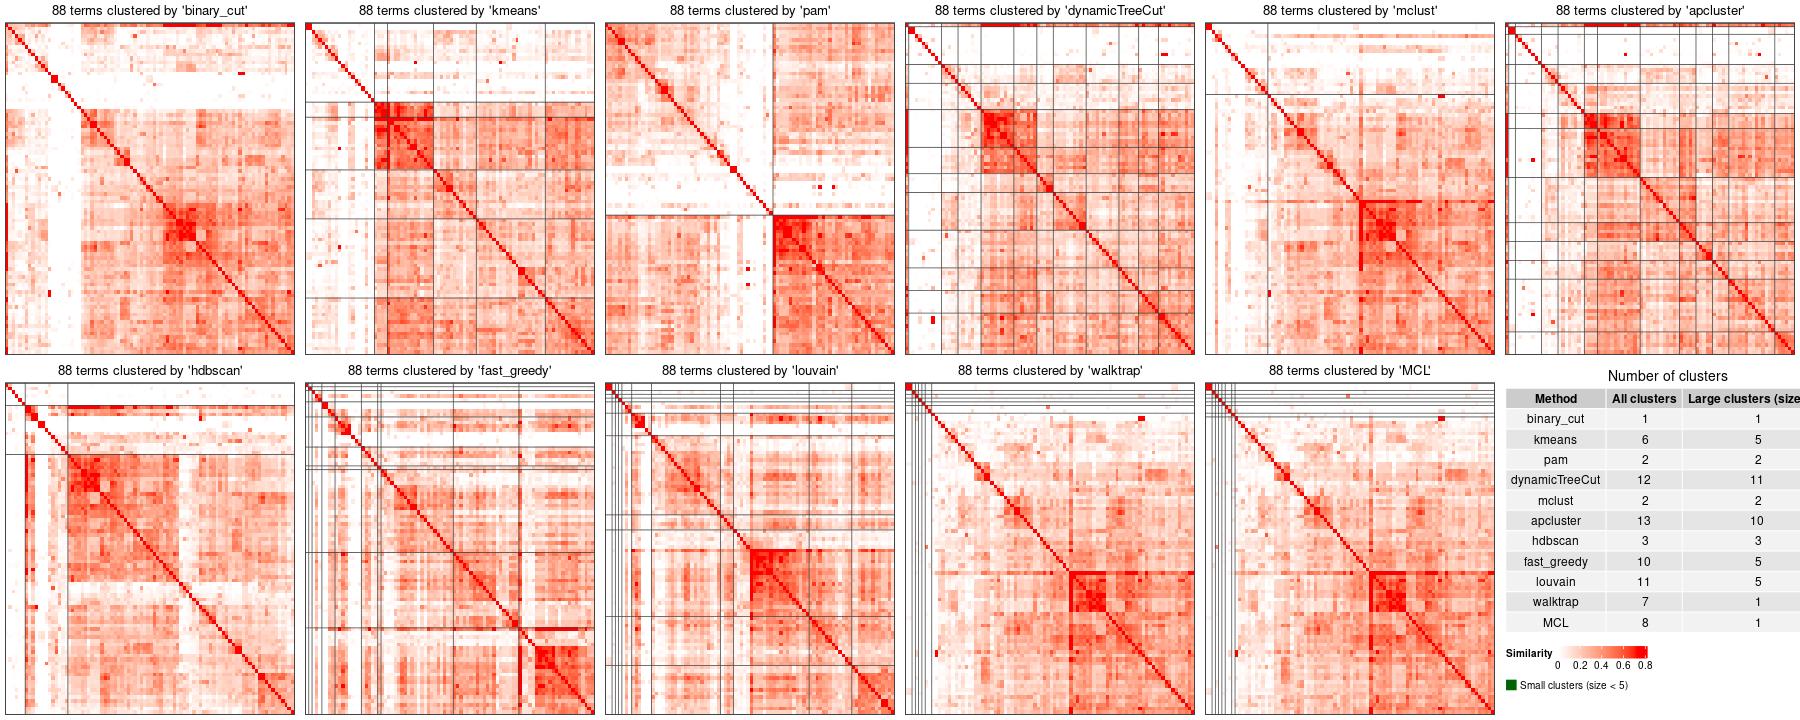 88 terms clustered by 'binary_cut'
88 terms clustered by 'kmeans'
88 terms clustered by 'pam'
88 terms clustered by 'dynamicTreeCut'
88 terms clustered by 'mclust'
88 terms clustered by 'apcluster'
88 terms clustered by 'hdbscan'
88 terms clustered by 'fast_greedy'
88 terms clustered by 'louvain'
88 terms clustered by 'walktrap'
88 terms clustered by 'MCL'
Number of clusters
Method All clusters Large clusters (size
binary_cut 1 1
kmeans 6 5
pam 2 2
dynamicTreeCut 12 11
mclust 2 2
apcluster 13 10
hdbscan 3 3
fast_greedy 10 5
louvain 11 5
walktrap 7 1
MCL 8 1
Similarity
0 0.2 0.4 0.6 0.8
Small clusters (size < 5)